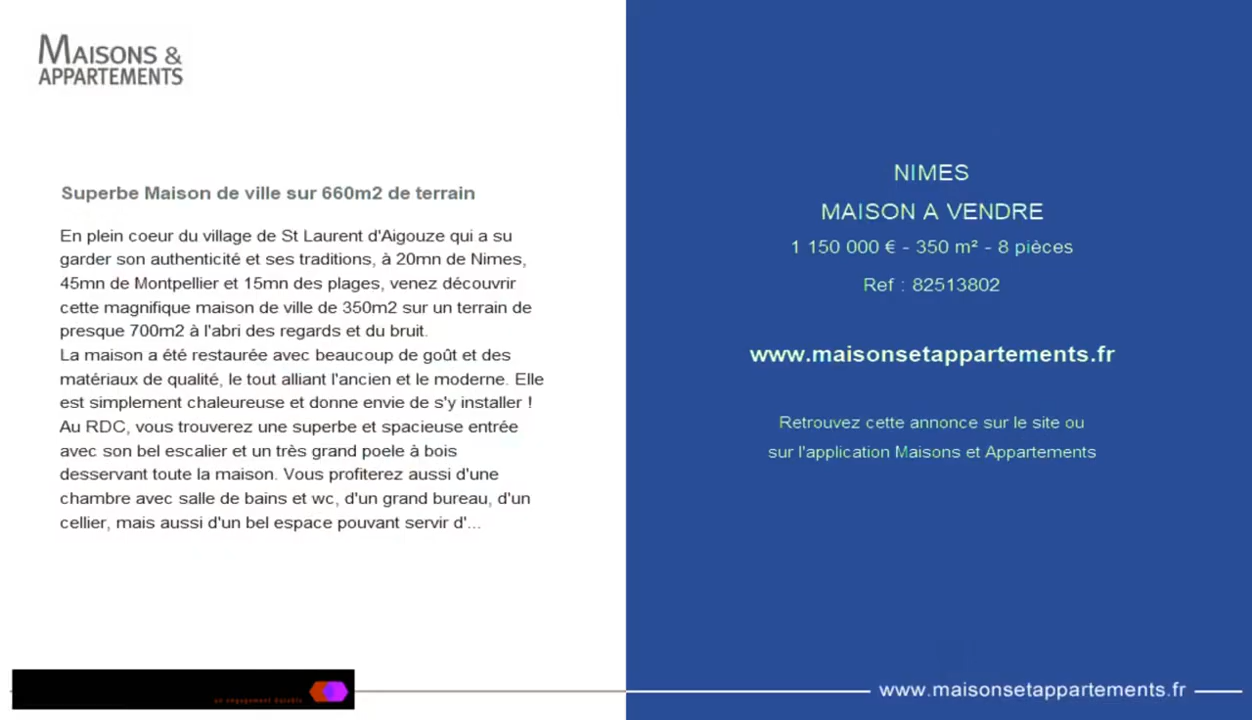 MAISONS &
APPARTEMENTS
Superbe Maison de ville sur 660m2 de terrain
En plein coeur du village de St Laurent d'Aigouze qui a su
garder son authenticité et ses traditions, à 20mn de Nimes,
45mn de Montpellier et 15mn des plages, venez découvrir
cette magnifique maison de ville de 350m2 sur un terrain de
presque 700m2 à l'abri des regards et du bruit.
La maison a été restaurée avec beaucoup de goût et des
matériaux de qualité, le tout alliant l'ancien et le moderne. Elle
est simplement chaleureuse et donne envie de s'y installer !
Au RDC, vous trouverez une superbe et spacieuse entrée
avec son bel escalier et un très grand poele à bois
desservant toute la maison. Vous profiterez aussi d'une
chambre avec salle de bains et wc, d'un grand bureau, d'un
cellier, mais aussi d'un bel espace pouvant servir d'...
NIMES
MAISON A VENDRE
1 150 000 € - 350 m² - 8 pièces
Ref : 82513802
www.maisonsetappartements.fr
Retrouvez cette annonce sur le site ou
sur l'application Maisons et Appartements
un engagement durable
www.maisonsetappartements.fr